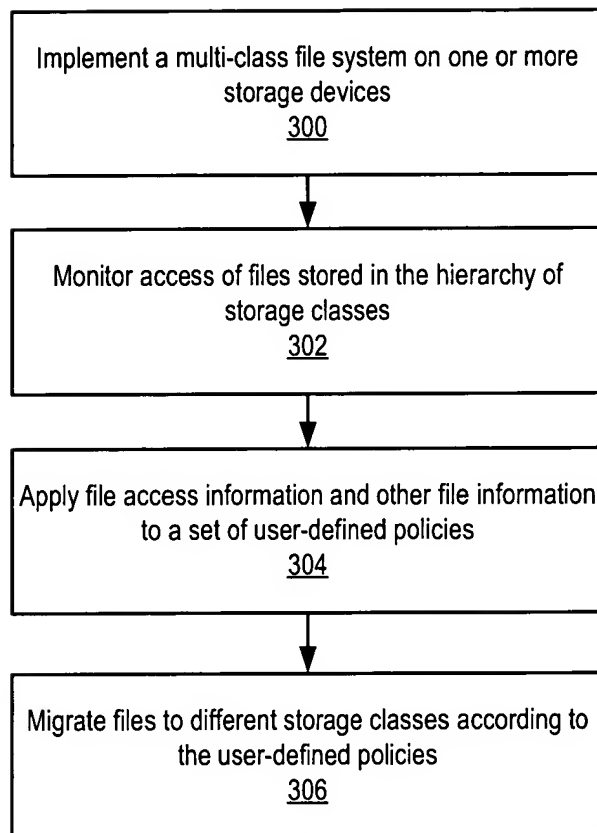 Implement a multi-class file system on one or more
storage devices
300
Monitor access of files stored in the hierarchy of
storage classes
302
Apply file access information and other file information
to a set of user-defined policies
304
Migrate files to different storage classes according to
the user-defined policies
306